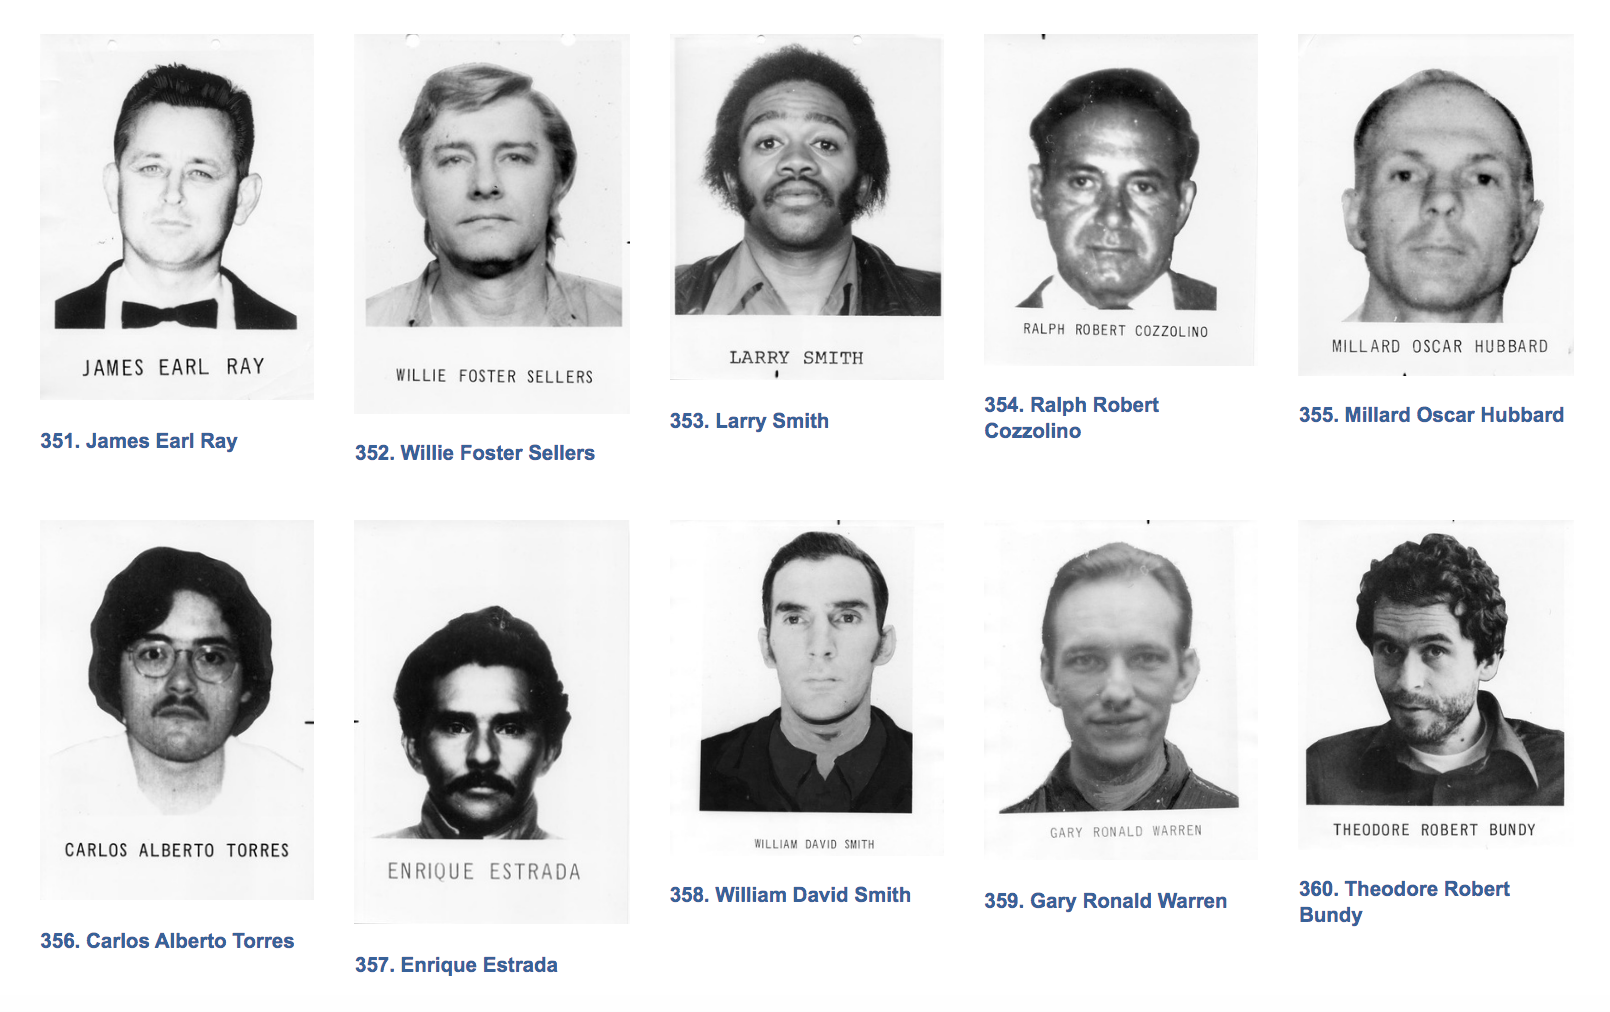 JAMES EARL RAY
351. James Earl Ray
WILLIE FOSTER SELLERS
352. Willie Foster Sellers
LARRY SMITH
353. Larry Smith
RALPH ROBERT COZZOLINO
354. Ralph Robert
Cozzolino
MILLARD OSCAR HUBBARD
355. Millard Oscar Hubbard
CARLOS ALBERTO TORRES
356. Carlos Alberto Torres
ENRIQUE ESTRADA
357. Enrique Estrada
WILLIAM DAVID SMITH
358. William David Smith
GARY RONALD WARREN
359. Gary Ronald Warren
THEODORE ROBERT BUNDY
360. Theodore Robert
Bundy